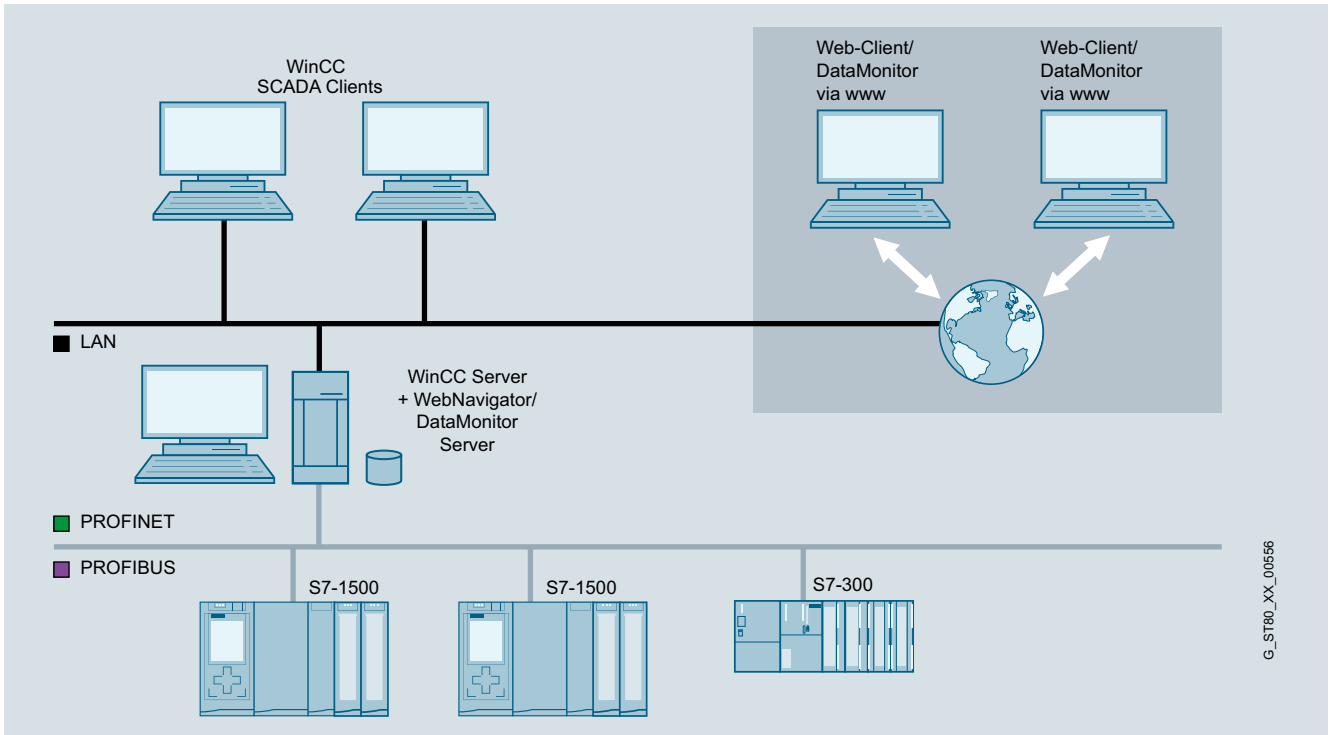 WinCC
SCADA Clients
Web-Client/
DataMonitor
via www
Web-Client/
DataMonitor
via www
LAN
WinCC Server
+ WebNavigator/
DataMonitor
Server
PROFINET
PROFIBUS
S7-1500
S7-1500
S7-300
G_ST80_XX_00556